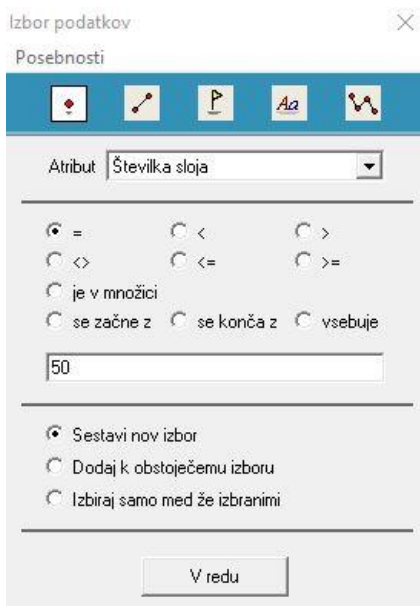 Izbor podatkov
Posebnosti
Aa
Atribut Številka sloja
= < >
<> <= >=
je v množici
se začne z se konča z vsebuje
50
Sestavi nov izbor
Dodaj k obstoječemu izboru
Izbiraj samo med že izbranimi
V redu